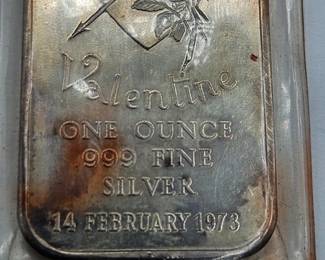 Valentine
ONE OUNCE
999 FINE
SILVER
14 FEBRUARY 1973